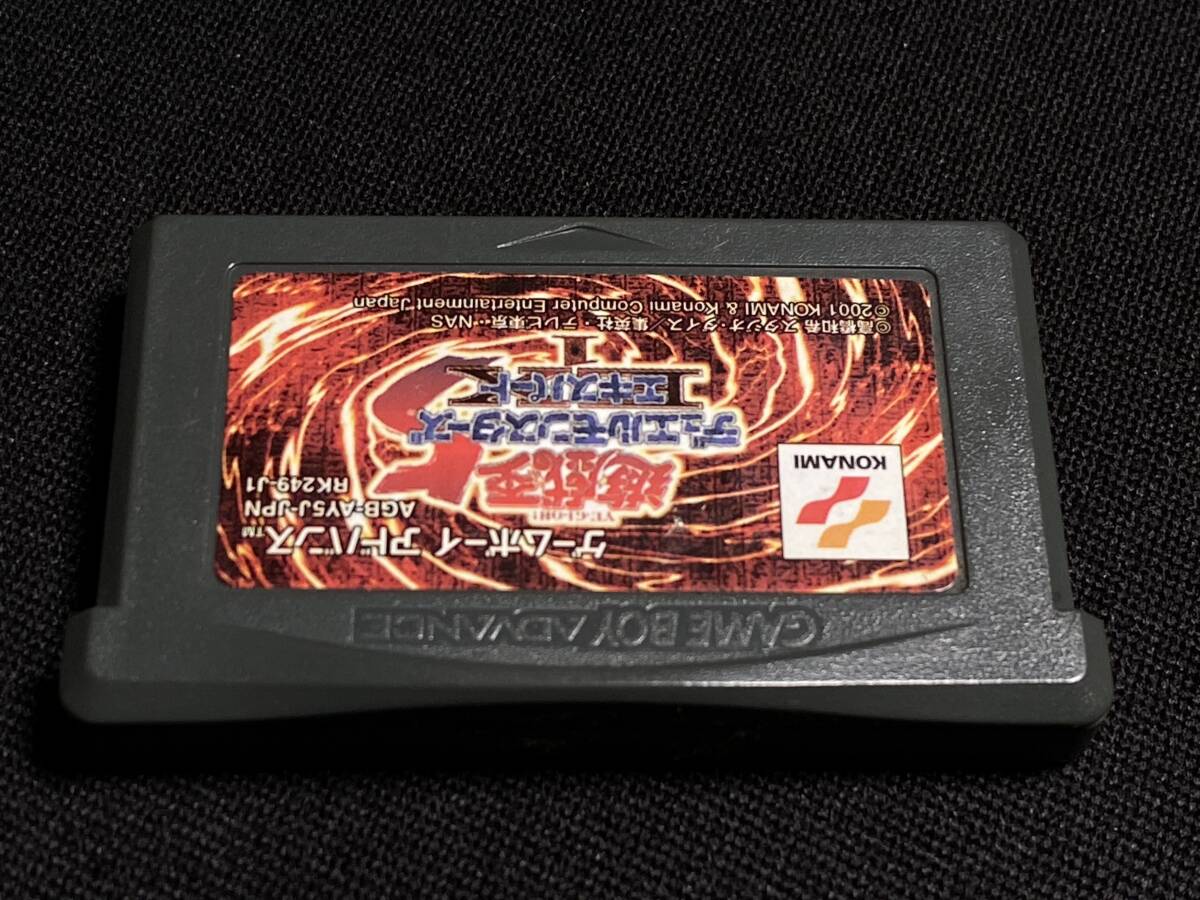 GAME BOY ADVANCE
ゲームボーイ アドバンス™
AGB-AY5J-JPN
RK249-J1
KONAMI
YU-GI-OH!
遊戯王
デュエルモンスターズ5
エキスパート
I
©高橋和希 スタジオ・ダイス/集英社・テレビ東京・NAS
©2001 KONAMI & Konami Computer Entertainment Japan